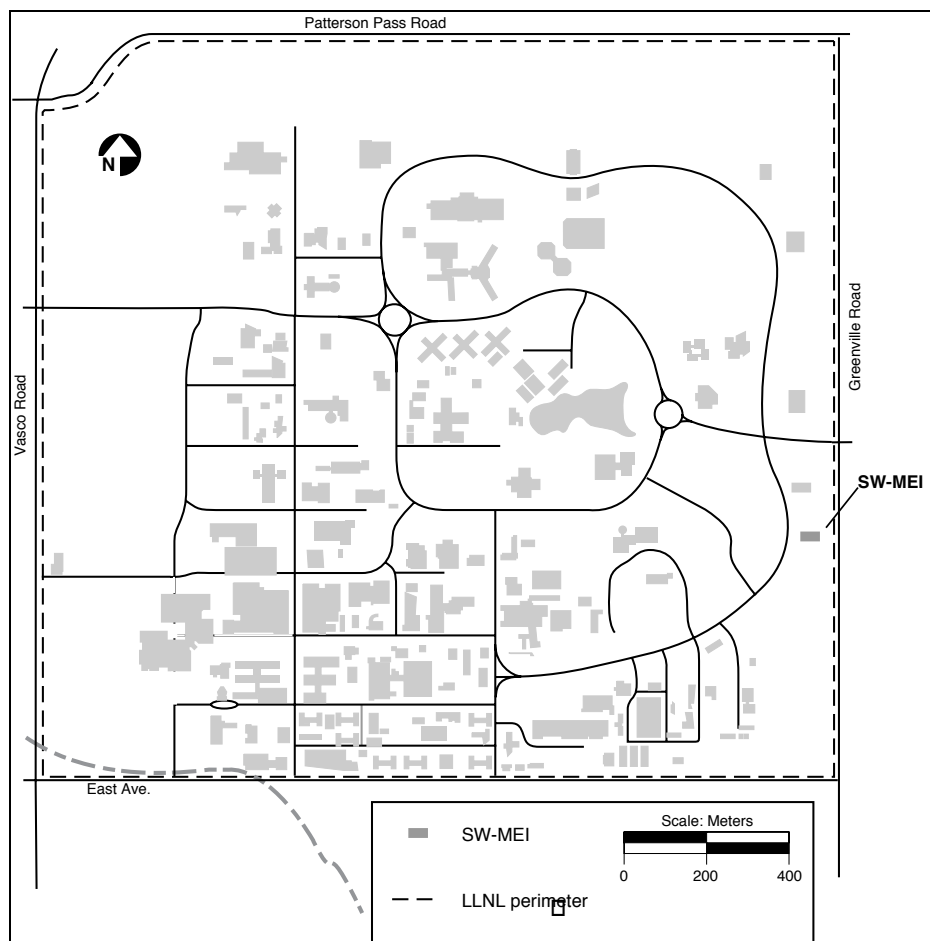 Patterson Pass Road
N
Greenville Road
Vasco Road
SW-MEI
East Ave.
SW-MEI
Scale: Meters
0 200 400
LLNL perimeter